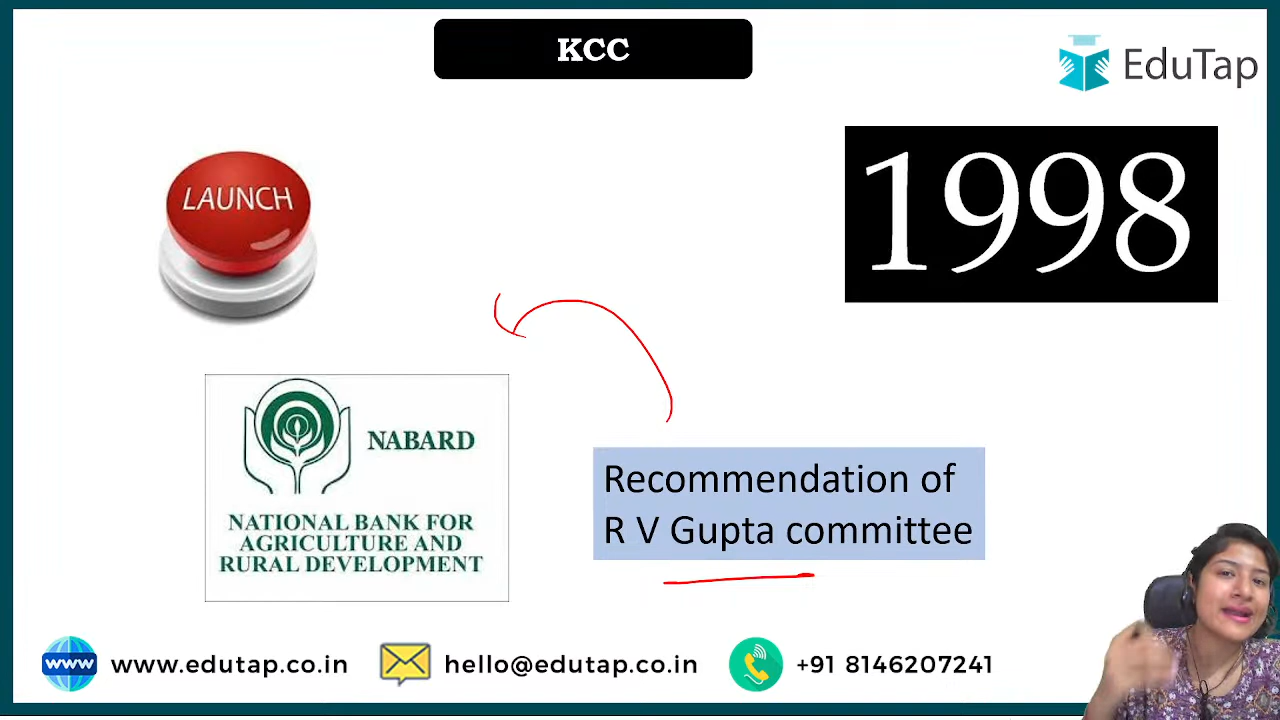 KCC
EduTap
LAUNCH
1998
NABARD
NATIONAL BANK FOR
AGRICULTURE AND
RURAL DEVELOPMENT
Recommendation of
R V Gupta committee
www
www.edutap.co.in
hello@edutap.co.in
+91 8146207241